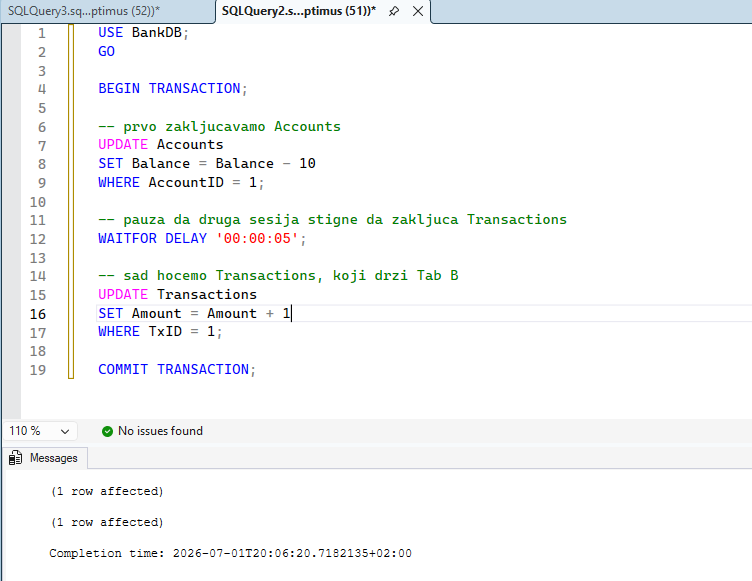 SQLQuery3.sq...ptimus (52))*
SQLQuery2.s...ptimus (51))*
1 USE BankDB;
2 GO
3
4 BEGIN TRANSACTION;
5
6 -- prvo zakljucavamo Accounts
7 UPDATE Accounts
8 SET Balance = Balance - 10
9 WHERE AccountID = 1;
10
11 -- pauza da druga sesija stigne da zakljuca Transactions
12 WAITFOR DELAY '00:00:05';
13
14 -- sad hocemo Transactions, koji drzi Tab B
15 UPDATE Transactions
16 SET Amount = Amount + 1
17 WHERE TxID = 1;
18
19 COMMIT TRANSACTION;
110 % No issues found
Messages
(1 row affected)
(1 row affected)
Completion time: 2026-07-01T20:06:20.7182135+02:00